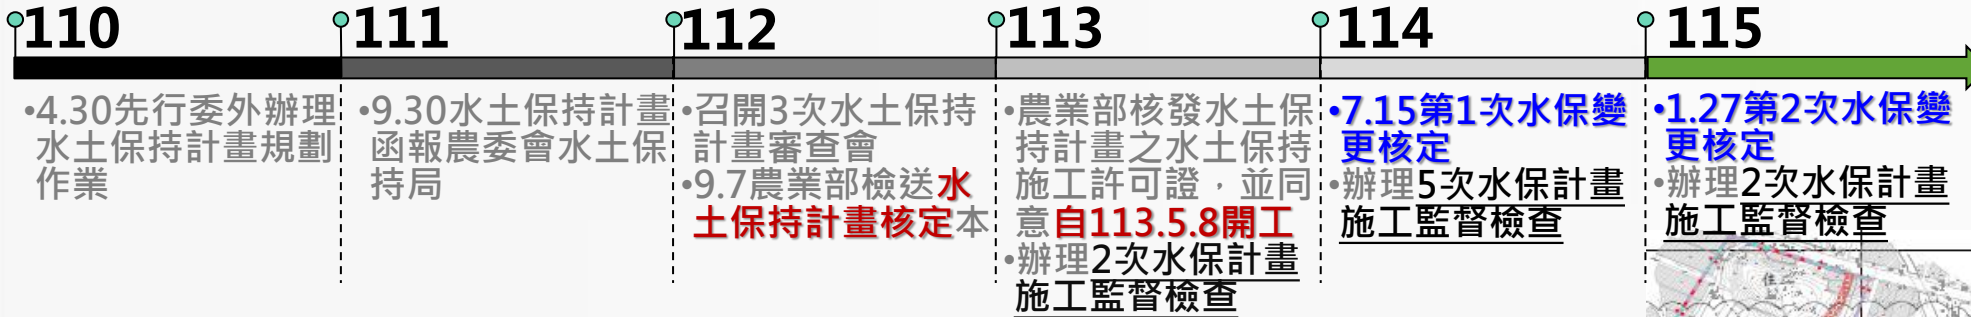 110
•4.30先行委外辦理
水土保持計畫規劃
作業
111
•9.30水土保持計畫
函報農委會水土保
持局
112
•召開3次水土保持
計畫審查會
•9.7農業部檢送水
土保持計畫核定本
113
•農業部核發水土保
持計畫之水土保持
施工許可證，並同
意自113.5.8開工
•辦理2次水保計畫
施工監督檢查
114
•7.15第1次水保變
更核定
•辦理5次水保計畫
施工監督檢查
115
•1.27第2次水保變
更核定
•辦理2次水保計畫
施工監督檢查
佳